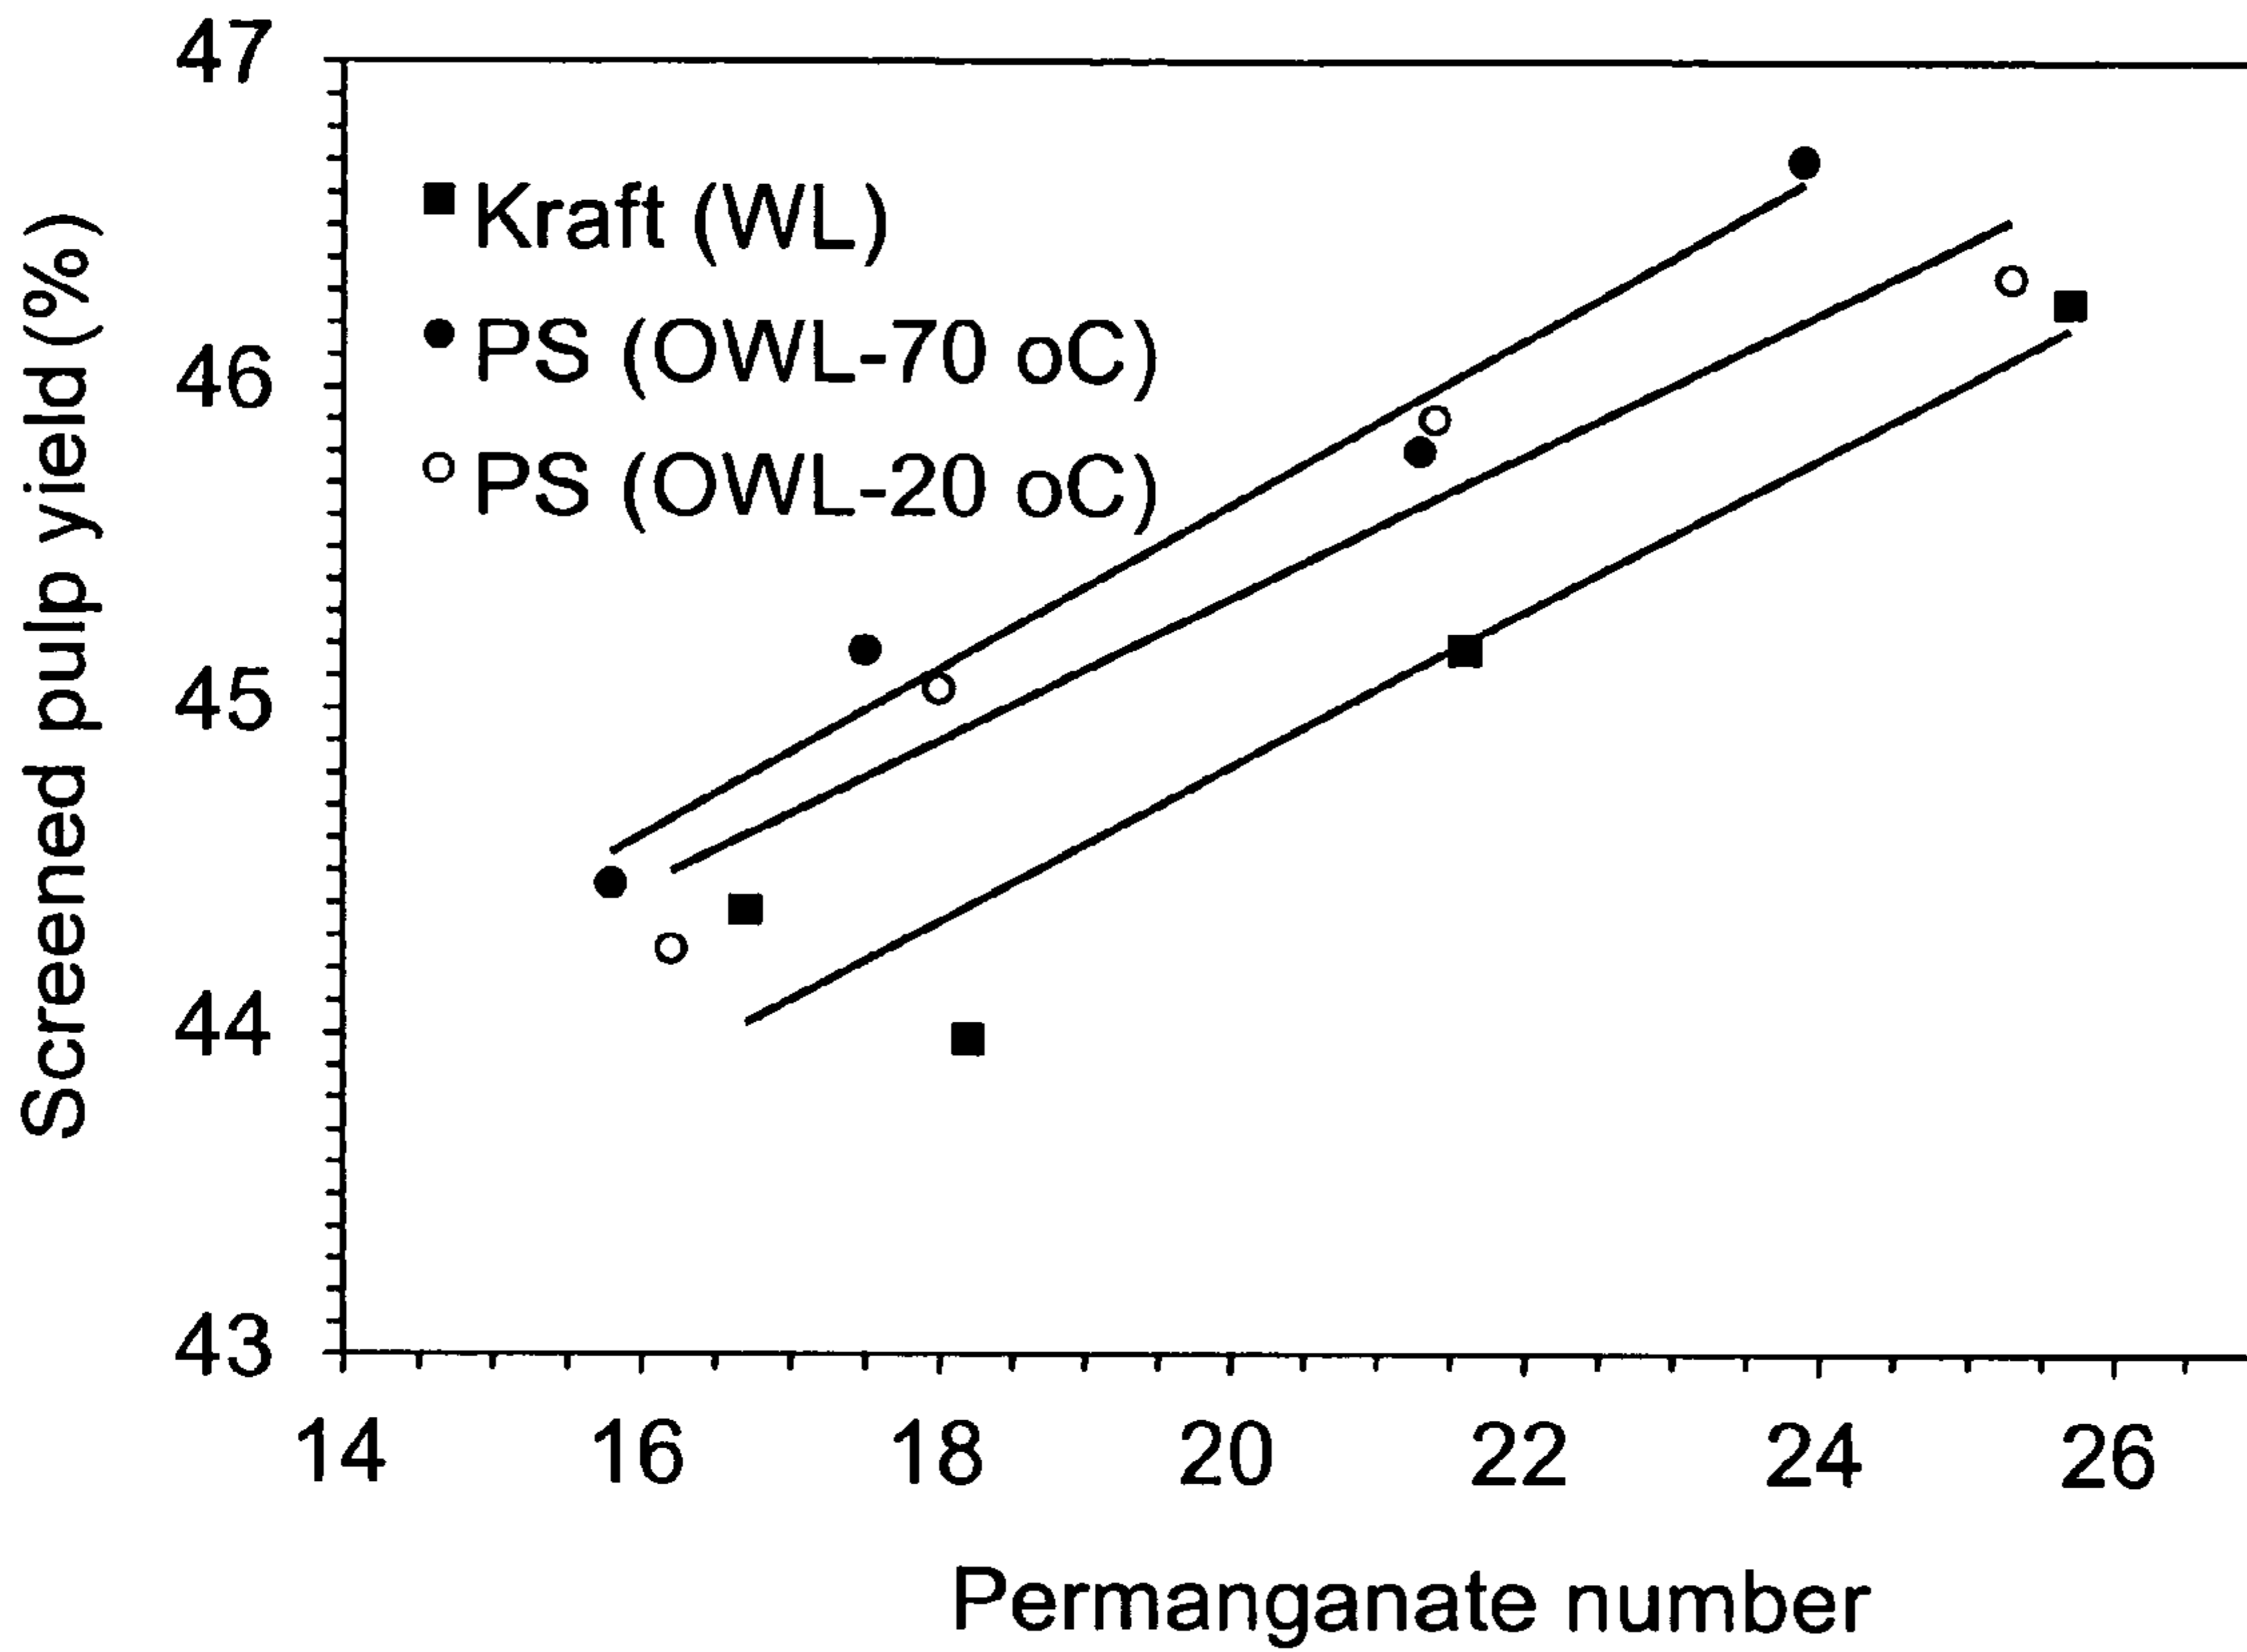 47
46
45
44
43
Screened pulp yield (%)
Kraft (WL)
PS (OWL-70 oC)
PS (OWL-20 oC)
14 16 18 20 22 24 26
Permanganate number